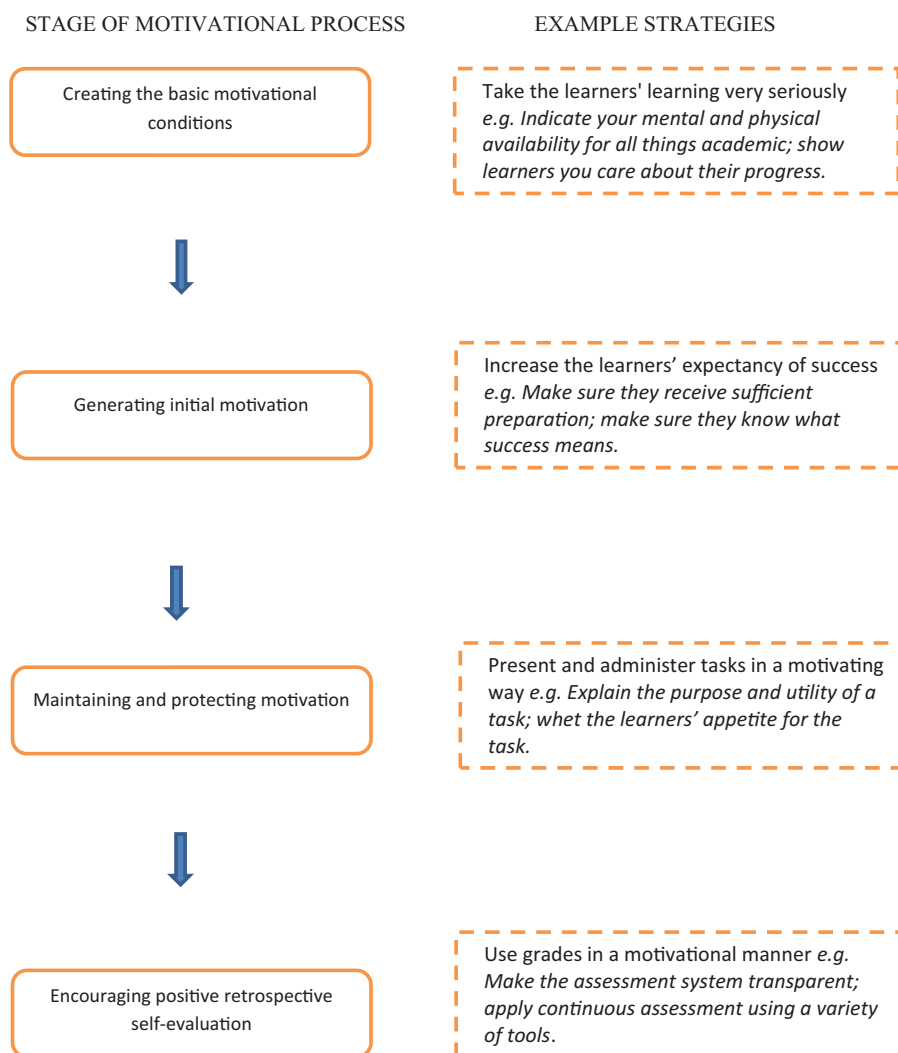 STAGE OF MOTIVATIONAL PROCESS
EXAMPLE STRATEGIES
Creating the basic motivational
conditions
Take the learners' learning very seriously
e.g. Indicate your mental and physical
availability for all things academic; show
learners you care about their progress.
Generating initial motivation
Increase the learners’ expectancy of success
e.g. Make sure they receive sufficient
preparation; make sure they know what
success means.
Maintaining and protecting motivation
Present and administer tasks in a motivating
way e.g. Explain the purpose and utility of a
task; whet the learners’ appetite for the
task.
Encouraging positive retrospective
self-evaluation
Use grades in a motivational manner e.g.
Make the assessment system transparent;
apply continuous assessment using a variety
of tools.